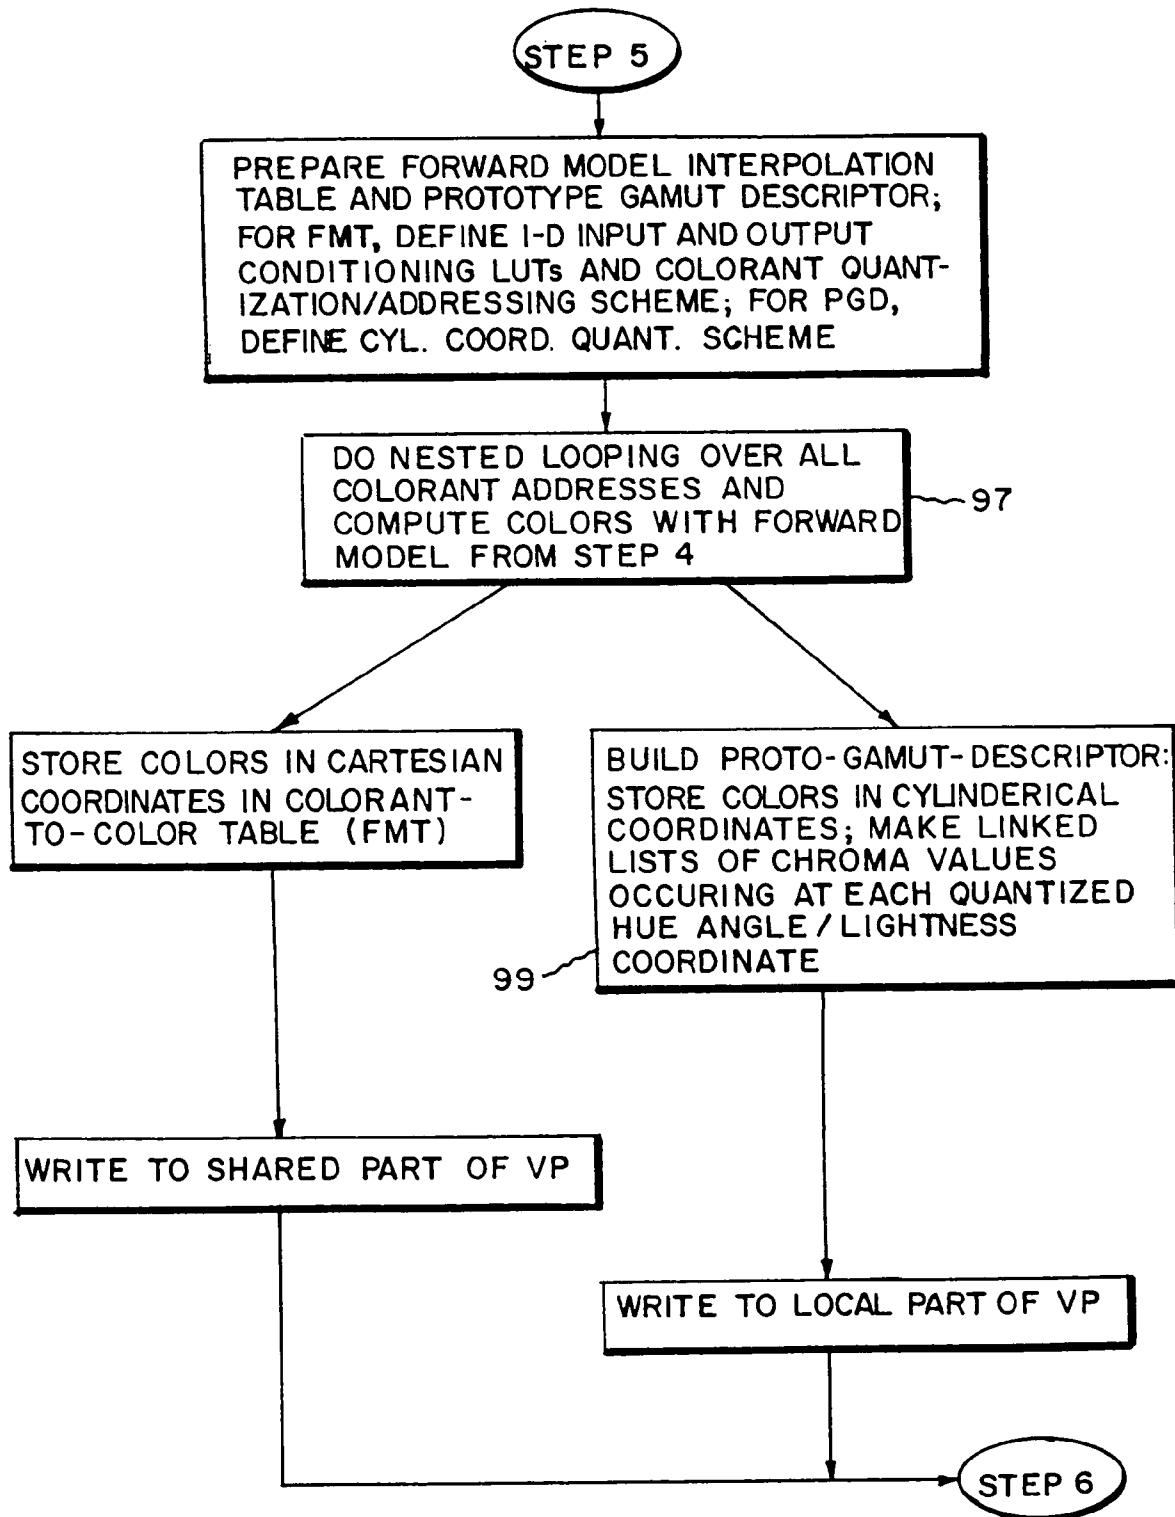 STEP 5
PREPARE FORWARD MODEL INTERPOLATION
TABLE AND PROTOTYPE GAMUT DESCRIPTOR;
FOR FMT, DEFINE 1-D INPUT AND OUTPUT
CONDITIONING LUTs AND COLORANT QUANT-
IZATION/ADDRESSING SCHEME; FOR PGD,
DEFINE CYL. COORD. QUANT. SCHEME
DO NESTED LOOPING OVER ALL
COLORANT ADDRESSES AND
COMPUTE COLORS WITH FORWARD
MODEL FROM STEP 4
97
STORE COLORS IN CARTESIAN
COORDINATES IN COLORANT-
TO-COLOR TABLE (FMT)
BUILD PROTO-GAMUT-DESCRIPTOR:
STORE COLORS IN CYLINDERICAL
COORDINATES; MAKE LINKED
LISTS OF CHROMA VALUES
OCCURING AT EACH QUANTIZED
HUE ANGLE/LIGHTNESS
COORDINATE
99
WRITE TO SHARED PART OF VP
WRITE TO LOCAL PART OF VP
STEP 6